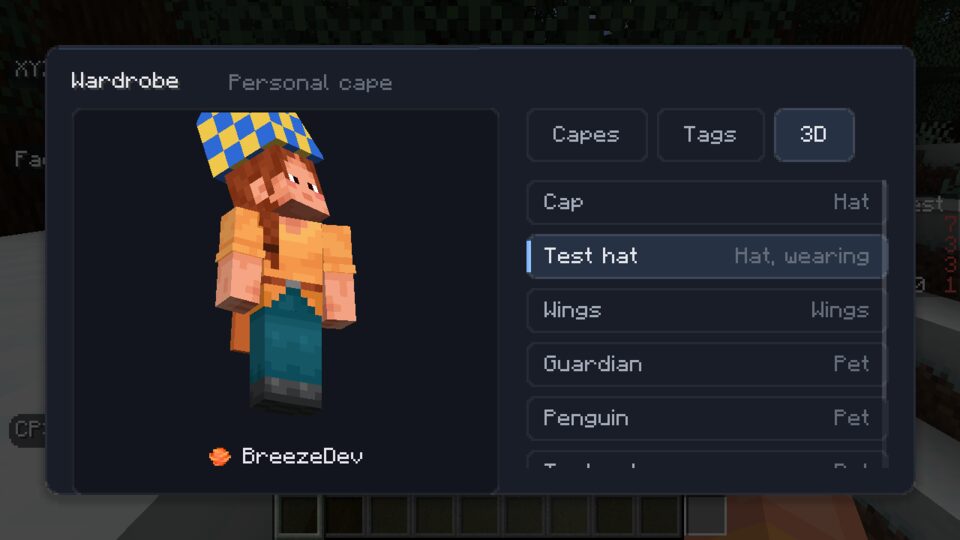 Wardrobe
Personal cape
Capes
Tags
3D
Cap
Hat
Test hat
Hat, wearing
Wings
Wings
Guardian
Pet
Penguin
Pet
BreezeDev